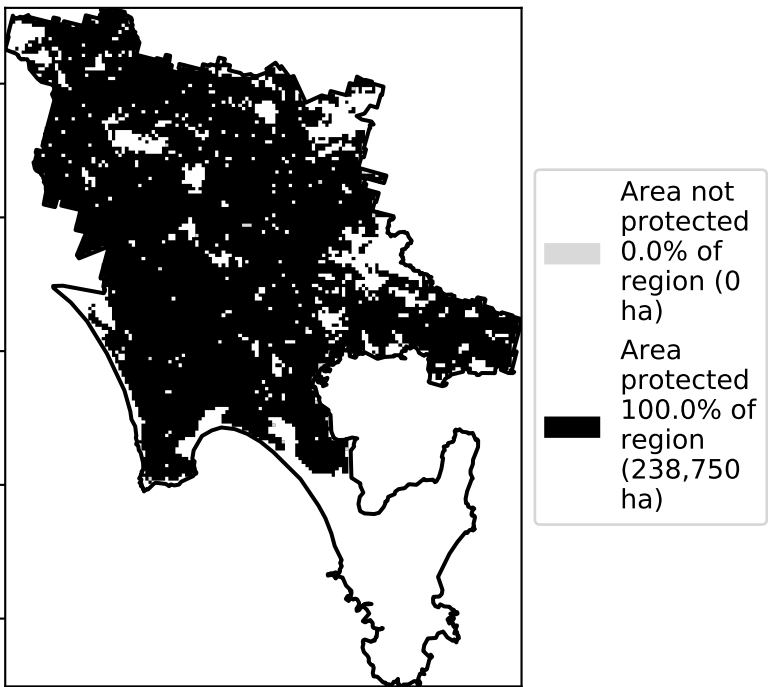 Area not
protected
0.0% of
region (0
ha)
Area
protected
100.0% of
region
(238,750
ha)